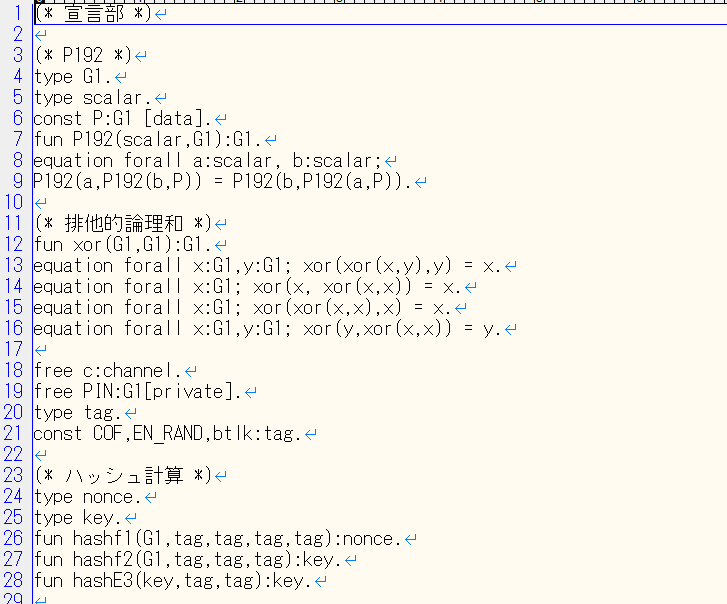 1 (* 宣言部 *)↵
2 ↵
3 (* P192 *)↵
4 type G1.↵
5 type scalar.↵
6 const P:G1 [data].↵
7 fun P192(scalar,G1):G1.↵
8 equation forall a:scalar, b:scalar;↵
9 P192(a,P192(b,P)) = P192(b,P192(a,P)).↵
10 ↵
11 (* 排他的論理和 *)↵
12 fun xor(G1,G1):G1.↵
13 equation forall x:G1,y:G1; xor(xor(x,y),y) = x.↵
14 equation forall x:G1; xor(x, xor(x,x)) = x.↵
15 equation forall x:G1; xor(xor(x,x),x) = x.↵
16 equation forall x:G1,y:G1; xor(y,xor(x,x)) = y.↵
17 ↵
18 free c:channel.↵
19 free PIN:G1[private].↵
20 type tag.↵
21 const COF,EN_RAND,btlk:tag.↵
22 ↵
23 (* ハッシュ計算 *)↵
24 type nonce.↵
25 type key.↵
26 fun hashf1(G1,tag,tag,tag,tag):nonce.↵
27 fun hashf2(G1,tag,tag,tag):key.↵
28 fun hashE3(key,tag,tag):key.↵
29 ↵